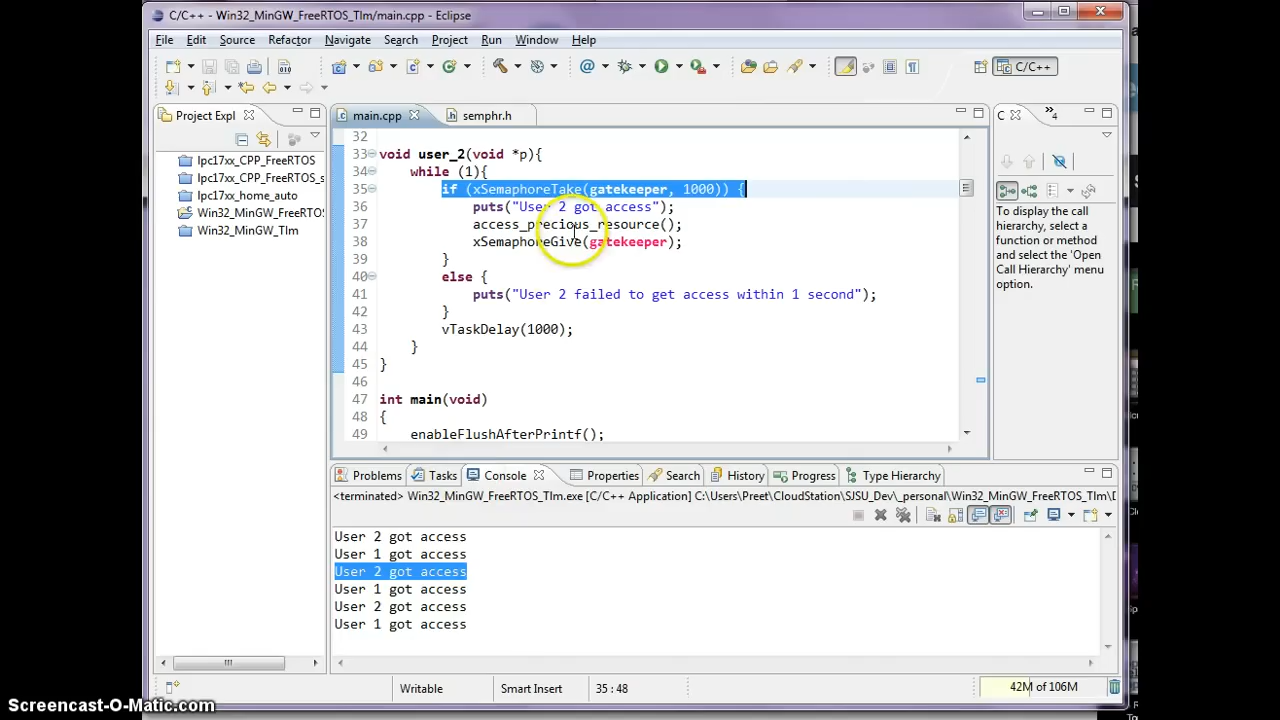 C/C++ - Win32_MinGW_FreeRTOS_Tlm/main.cpp - Eclipse
File Edit Source Refactor Navigate Search Project Run Window Help
C/C++
Project Expl
main.cpp
semphr.h
C
4
lpc17xx_CPP_FreeRTOS
lpc17xx_CPP_FreeRTOS_s
lpc17xx_home_auto
Win32_MinGW_FreeRTOS
Win32_MinGW_Tlm
32
33 void user_2(void *p){
34 while (1){
35 if (xSemaphoreTake(gatekeeper, 1000)) {
36 puts("User 2 got access");
37 access_precious_resource();
38 xSemaphoreGive(gatekeeper);
39 }
40 else {
41 puts("User 2 failed to get access within 1 second");
42 }
43 vTaskDelay(1000);
44 }
45 }
46
47 int main(void)
48 {
49 enableFlushAfterPrintf();
To display the call
hierarchy, select a
function or method
and select the 'Open
Call Hierarchy' menu
option.
Problems Tasks Console Properties Search History Progress Type Hierarchy
<terminated> Win32_MinGW_FreeRTOS_Tlm.exe [C/C++ Application] C:\Users\Preet\CloudStation\SJSU_Dev\_personal\Win32_MinGW_FreeRTOS_Tlm\D
User 2 got access
User 1 got access
User 2 got access
User 1 got access
User 2 got access
User 1 got access
Writable
Smart Insert
35 : 48
42M of 106M
Screencast-O-Matic.com